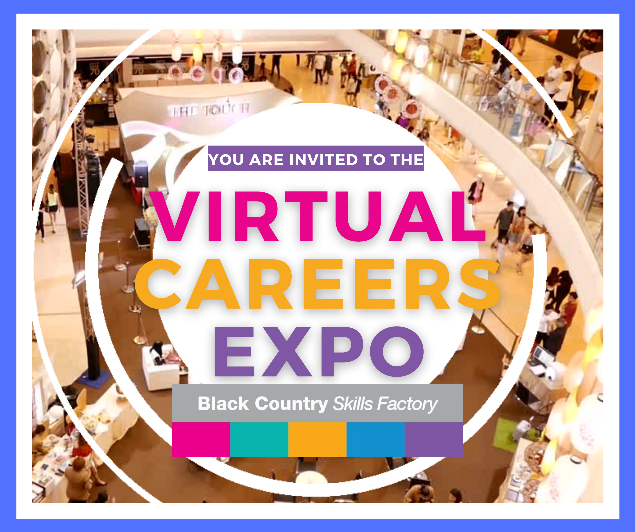 YOU ARE INVITED TO THE
VIRTUAL
CAREERS
EXPO
Black Country Skills Factory